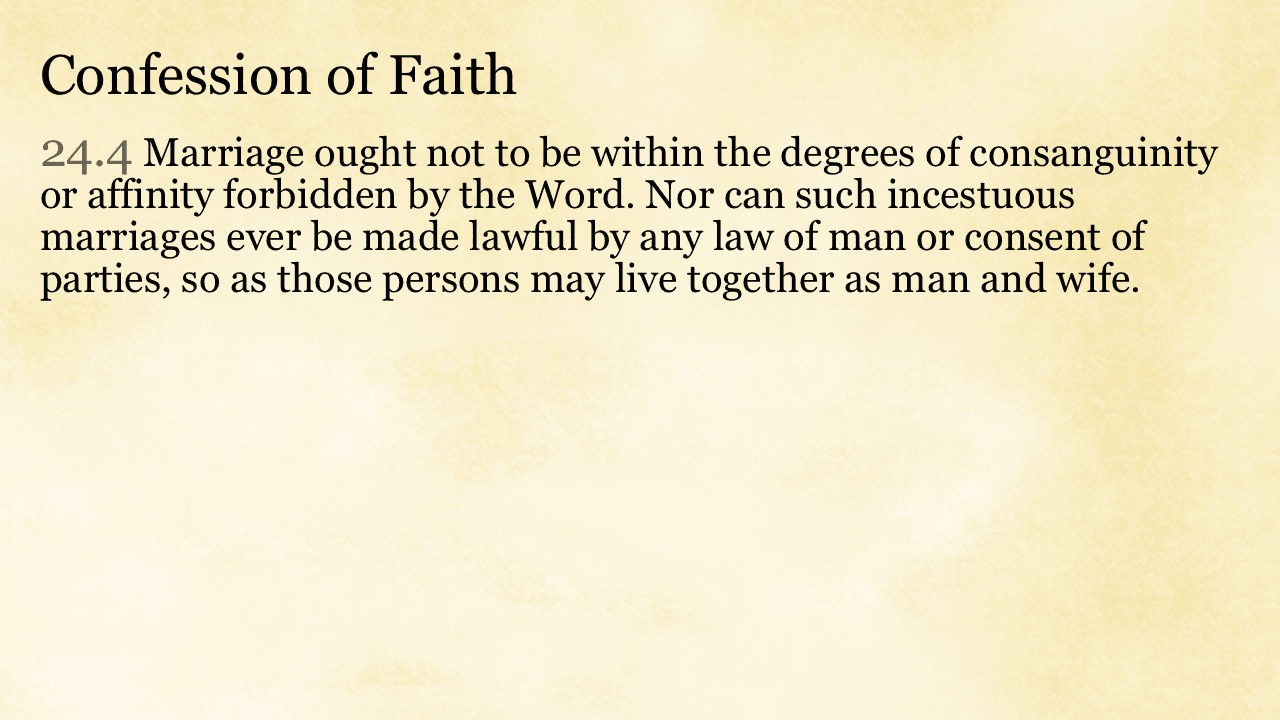 Confession of Faith
24.4 Marriage ought not to be within the degrees of consanguinity
or affinity forbidden by the Word. Nor can such incestuous
marriages ever be made lawful by any law of man or consent of
parties, so as those persons may live together as man and wife.